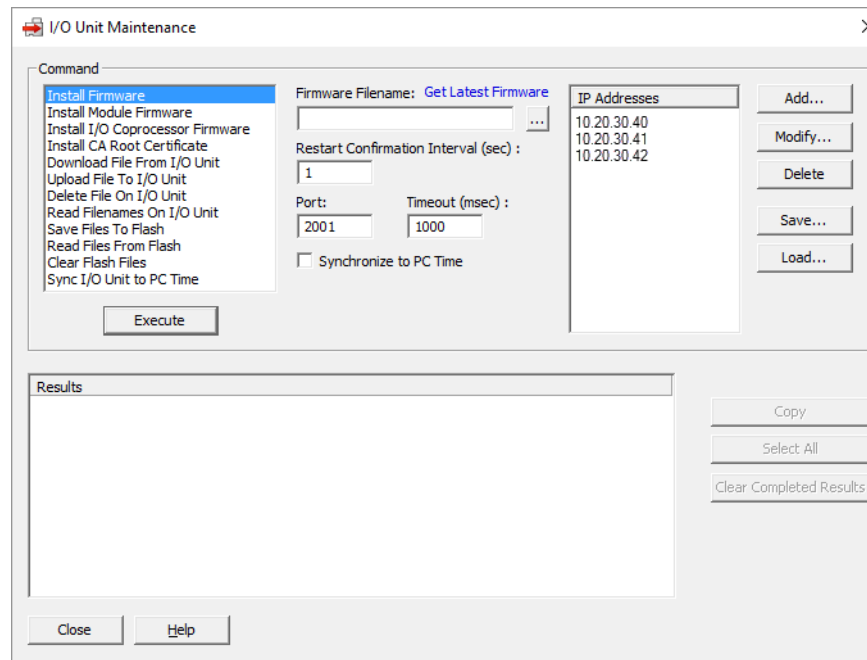 I/O Unit Maintenance
Command
Install Firmware
Install Module Firmware
Install I/O Coprocessor Firmware
Install CA Root Certificate
Download File From I/O Unit
Upload File To I/O Unit
Delete File On I/O Unit
Read Filenames On I/O Unit
Save Files To Flash
Read Files From Flash
Clear Flash Files
Sync I/O Unit to PC Time
Execute
Firmware Filename: Get Latest Firmware
...
Restart Confirmation Interval (sec) :
1
Port: Timeout (msec) :
2001 1000
Synchronize to PC Time
IP Addresses
10.20.30.40
10.20.30.41
10.20.30.42
Add...
Modify...
Delete
Save...
Load...
Results
Copy
Select All
Clear Completed Results
Close Help